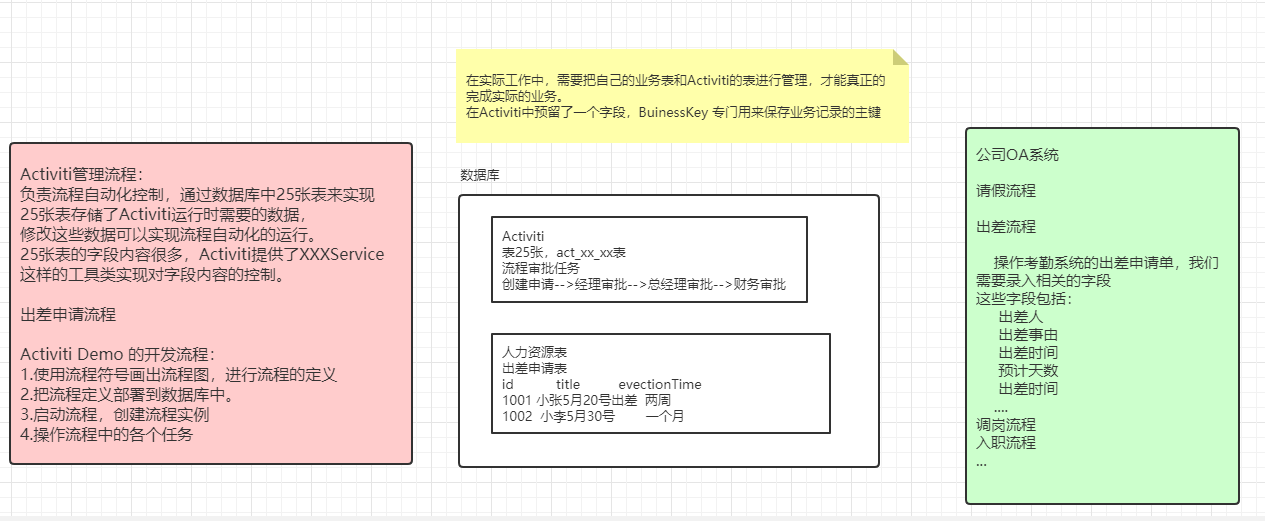 在实际工作中，需要把自己的业务表和Activiti的表进行管理，才能真正的
完成实际的业务。
在Activiti中预留了一个字段，BuinessKey 专门用来保存业务记录的主键
Activiti管理流程：
负责流程自动化控制，通过数据库中25张表来实现
25张表存储了Activiti运行时需要的数据，
修改这些数据可以实现流程自动化的运行。
25张表的字段内容很多，Activiti提供了XXXService
这样的工具类实现对字段内容的控制。
出差申请流程
Activiti Demo 的开发流程：
1.使用流程符号画出流程图，进行流程的定义
2.把流程定义部署到数据库中。
3.启动流程，创建流程实例
4.操作流程中的各个任务
数据库
Activiti
表25张，act_xx_xx表
流程审批任务
创建申请-->经理审批-->总经理审批-->财务审批
人力资源表
出差申请表
id title evectionTime
1001 小张5月20号出差 两周
1002 小李5月30号 一个月
公司OA系统
请假流程
出差流程
操作考勤系统的出差申请单，我们
需要录入相关的字段
这些字段包括：
出差人
出差事由
出差时间
预计天数
出差时间
....
调岗流程
入职流程
...